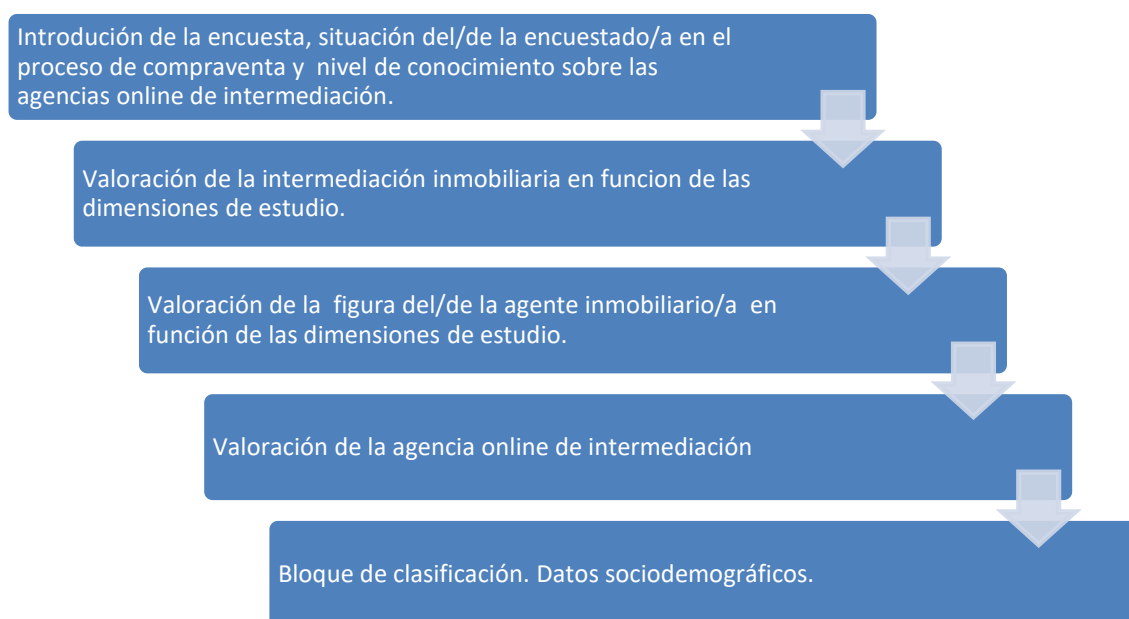 Introdución de la encuesta, situación del/de la encuestado/a en el
proceso de compraventa y nivel de conocimiento sobre las
agencias online de intermediación.
Valoración de la intermediación inmobiliaria en funcion de las
dimensiones de estudio.
Valoración de la figura del/de la agente inmobiliario/a en
función de las dimensiones de estudio.
Valoración de la agencia online de intermediación
Bloque de clasificación. Datos sociodemográficos.